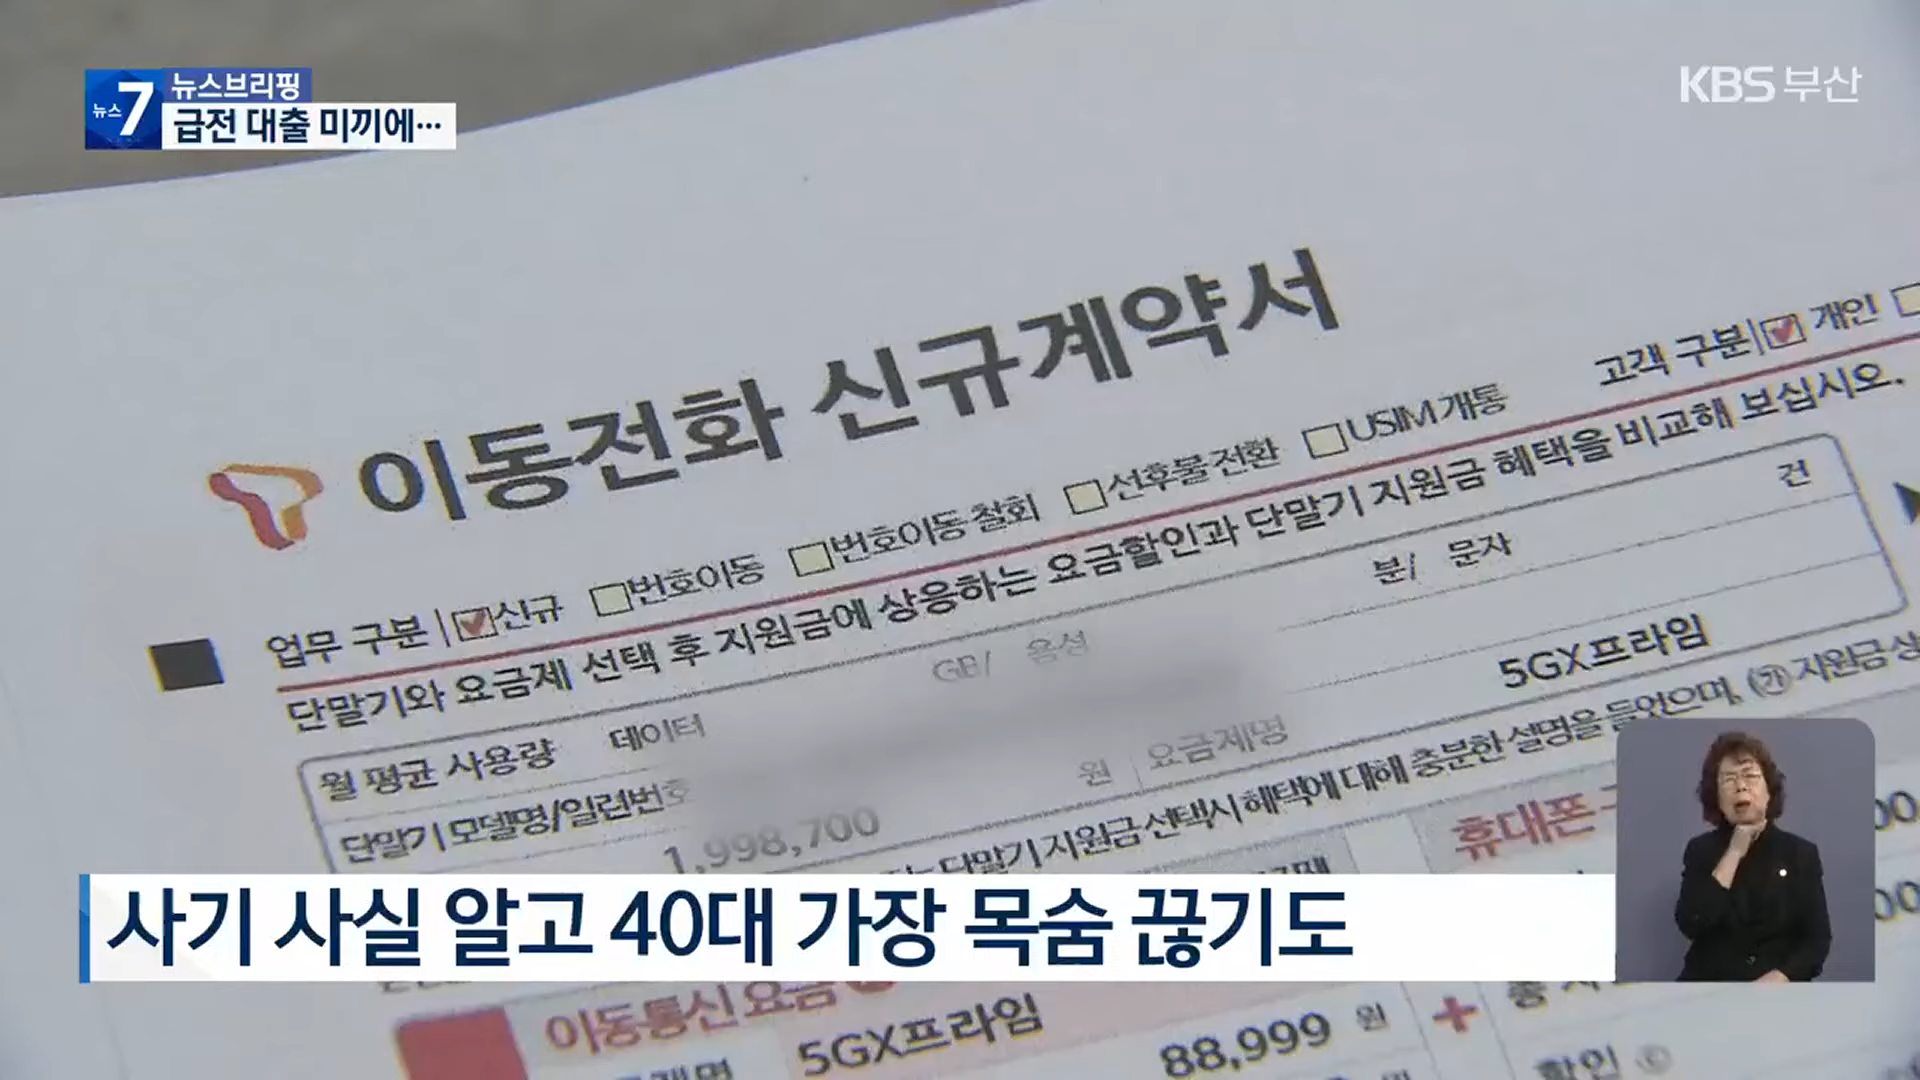 뉴스7
뉴스브리핑
급전 대출 미끼에…
KBS 부산
이동전화 신규계약서
고객 구분 | 개인
업무 구분 | 신규 번호이동 번호이동 철회 선후불 전환 USIM 개통
단말기와 요금제 선택 후 지원금에 상응하는 요금할인과 단말기 지원금 혜택을 비교해 보십시오.
월 평균 사용량 데이터 GB/ 음성 분/ 문자 건
단말기 모델명/일련번호 원 요금제명 5GX프라임
1,998,700
단말기 지원금 선택시 혜택에 대해 충분한 설명을 들었으며, (㉮ 지원금 상
휴대폰
사기 사실 알고 40대 가장 목숨 끊기도
이동통신 요금
5GX프라임
88,999 원
할인